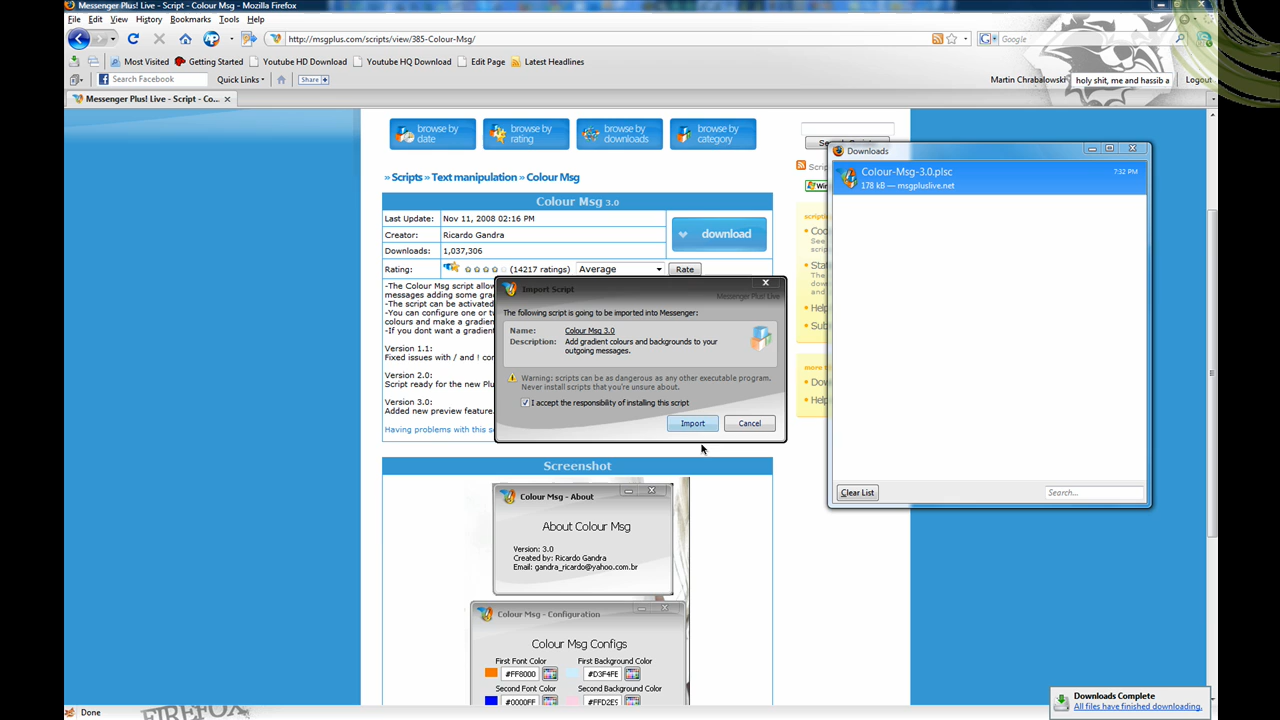 Messenger Plus! Live - Script - Colour Msg - Mozilla Firefox
File Edit View History Bookmarks Tools Help
http://msgplus.com/scripts/view/385-Colour-Msg/
Google
Most Visited Getting Started Youtube HD Download Youtube HQ Download Edit Page Latest Headlines
Search Facebook Quick Links Share
Martin Chrabalowski holy shit, me and hassib a Logout
Messenger Plus! Live - Script - Co...
browse by date
browse by rating
browse by downloads
browse by category
» Scripts » Text manipulation » Colour Msg
Colour Msg 3.0
Last Update: Nov 11, 2008 02:16 PM
Creator: Ricardo Gandra
Downloads: 1,037,306
download
Rating: (14217 ratings) Average Rate
-The Colour Msg script allow
messages adding some gra
-The script can be activated
-You can configure one or tw
colours and make a gradien
-If you dont want a gradient
Version 1.1:
Fixed issues with / and ! com
Version 2.0:
Script ready for the new Plu
Version 3.0:
Added new preview feature.
Having problems with this s
Import Script
Messenger Plus! Live
The following script is going to be imported into Messenger:
Name: Colour Msg 3.0
Description: Add gradient colours and backgrounds to your
outgoing messages.
Warning: scripts can be as dangerous as any other executable program.
Never install scripts that you're unsure about.
I accept the responsibility of installing this script
Import Cancel
Downloads
Colour-Msg-3.0.plsc 7:32 PM
178 kB — msgpluslive.net
Clear List Search...
Screenshot
Colour Msg - About
About Colour Msg
Version: 3.0
Created by: Ricardo Gandra
Email: gandra_ricardo@yahoo.com.br
Colour Msg - Configuration
Colour Msg Configs
First Font Color First Background Color
#FF8000 #D3F4FE
Second Font Color Second Background Color
#0000FF #FFD2E9
Downloads Complete
All files have finished downloading.
Done
FIREFOX